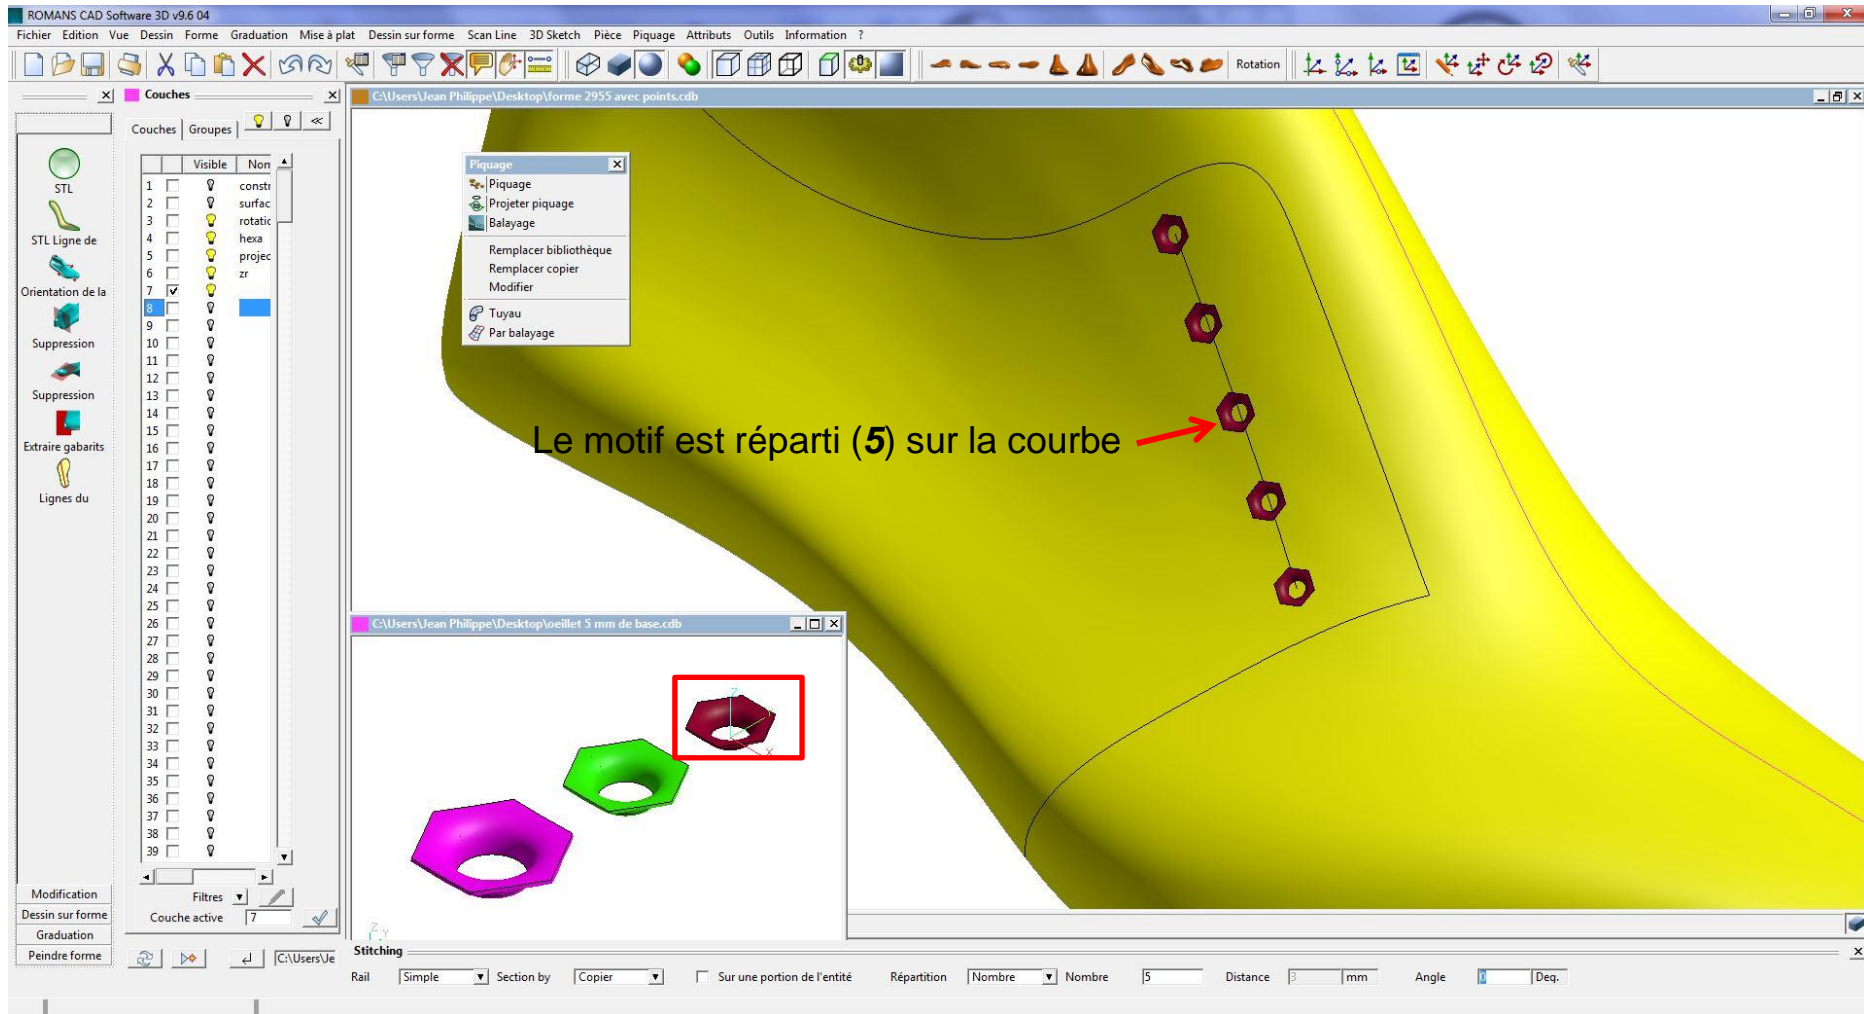 ROMANS CAD Software 3D v9.6 04
Fichier Edition Vue Dessin Forme Graduation Mise à plat Dessin sur forme Scan Line 3D Sketch Pièce Piquage Attributs Outils Information ?
Rotation
Couches
C:\Users\Jean Philippe\Desktop\forme 2955 avec points.cdb
Couches Groupes
Visible Nom
1 constr
2 surfac
3 rotatic
4 hexa
5 projec
6 zr
7
8
9
10
11
12
13
14
15
16
17
18
19
20
21
22
23
24
25
26
27
28
29
30
31
32
33
34
35
36
37
38
39
Filtres
Couche active 7
STL
STL Ligne de
Orientation de la
Suppression
Suppression
Extraire gabarits
Lignes du
Modification
Dessin sur forme
Graduation
Peindre forme
C:\Users\Je
Piquage
Piquage
Projeter piquage
Balayage
Remplacer bibliothèque
Remplacer copier
Modifier
Tuyau
Par balayage
Le motif est réparti (5) sur la courbe
C:\Users\Jean Philippe\Desktop\oeillet 5 mm de base.cdb
Z
X
Z Y
Stitching
Rail Simple Section by Copier Sur une portion de l'entité Répartition Nombre Nombre 5 Distance 3 mm Angle 0 Deg.